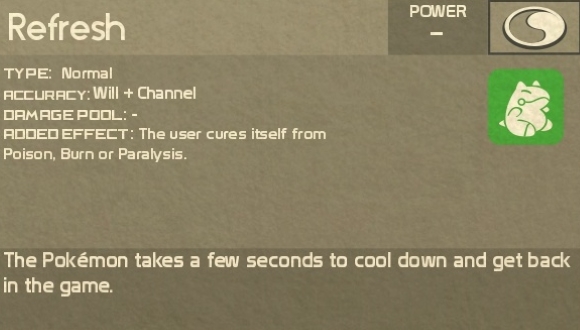 Refresh
POWER
–
TYPE: Normal
ACCURACY: Will + Channel
DAMAGE POOL: -
ADDED EFFECT: The user cures itself from
Poison, Burn or Paralysis.
The Pokémon takes a few seconds to cool down and get back
in the game.